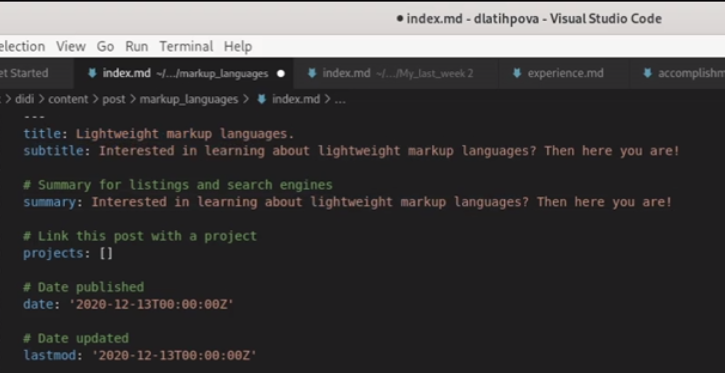 ● index.md - dlatihpova - Visual Studio Code
election View Go Run Terminal Help
et Started index.md ~/.../markup_languages ● index.md ~/.../My_last_week 2 experience.md accomplishm
> didi > content > post > markup_languages > index.md > ...
---
title: Lightweight markup languages.
subtitle: Interested in learning about lightweight markup languages? Then here you are!
# Summary for listings and search engines
summary: Interested in learning about lightweight markup languages? Then here you are!
# Link this post with a project
projects: []
# Date published
date: '2020-12-13T00:00:00Z'
# Date updated
lastmod: '2020-12-13T00:00:00Z'